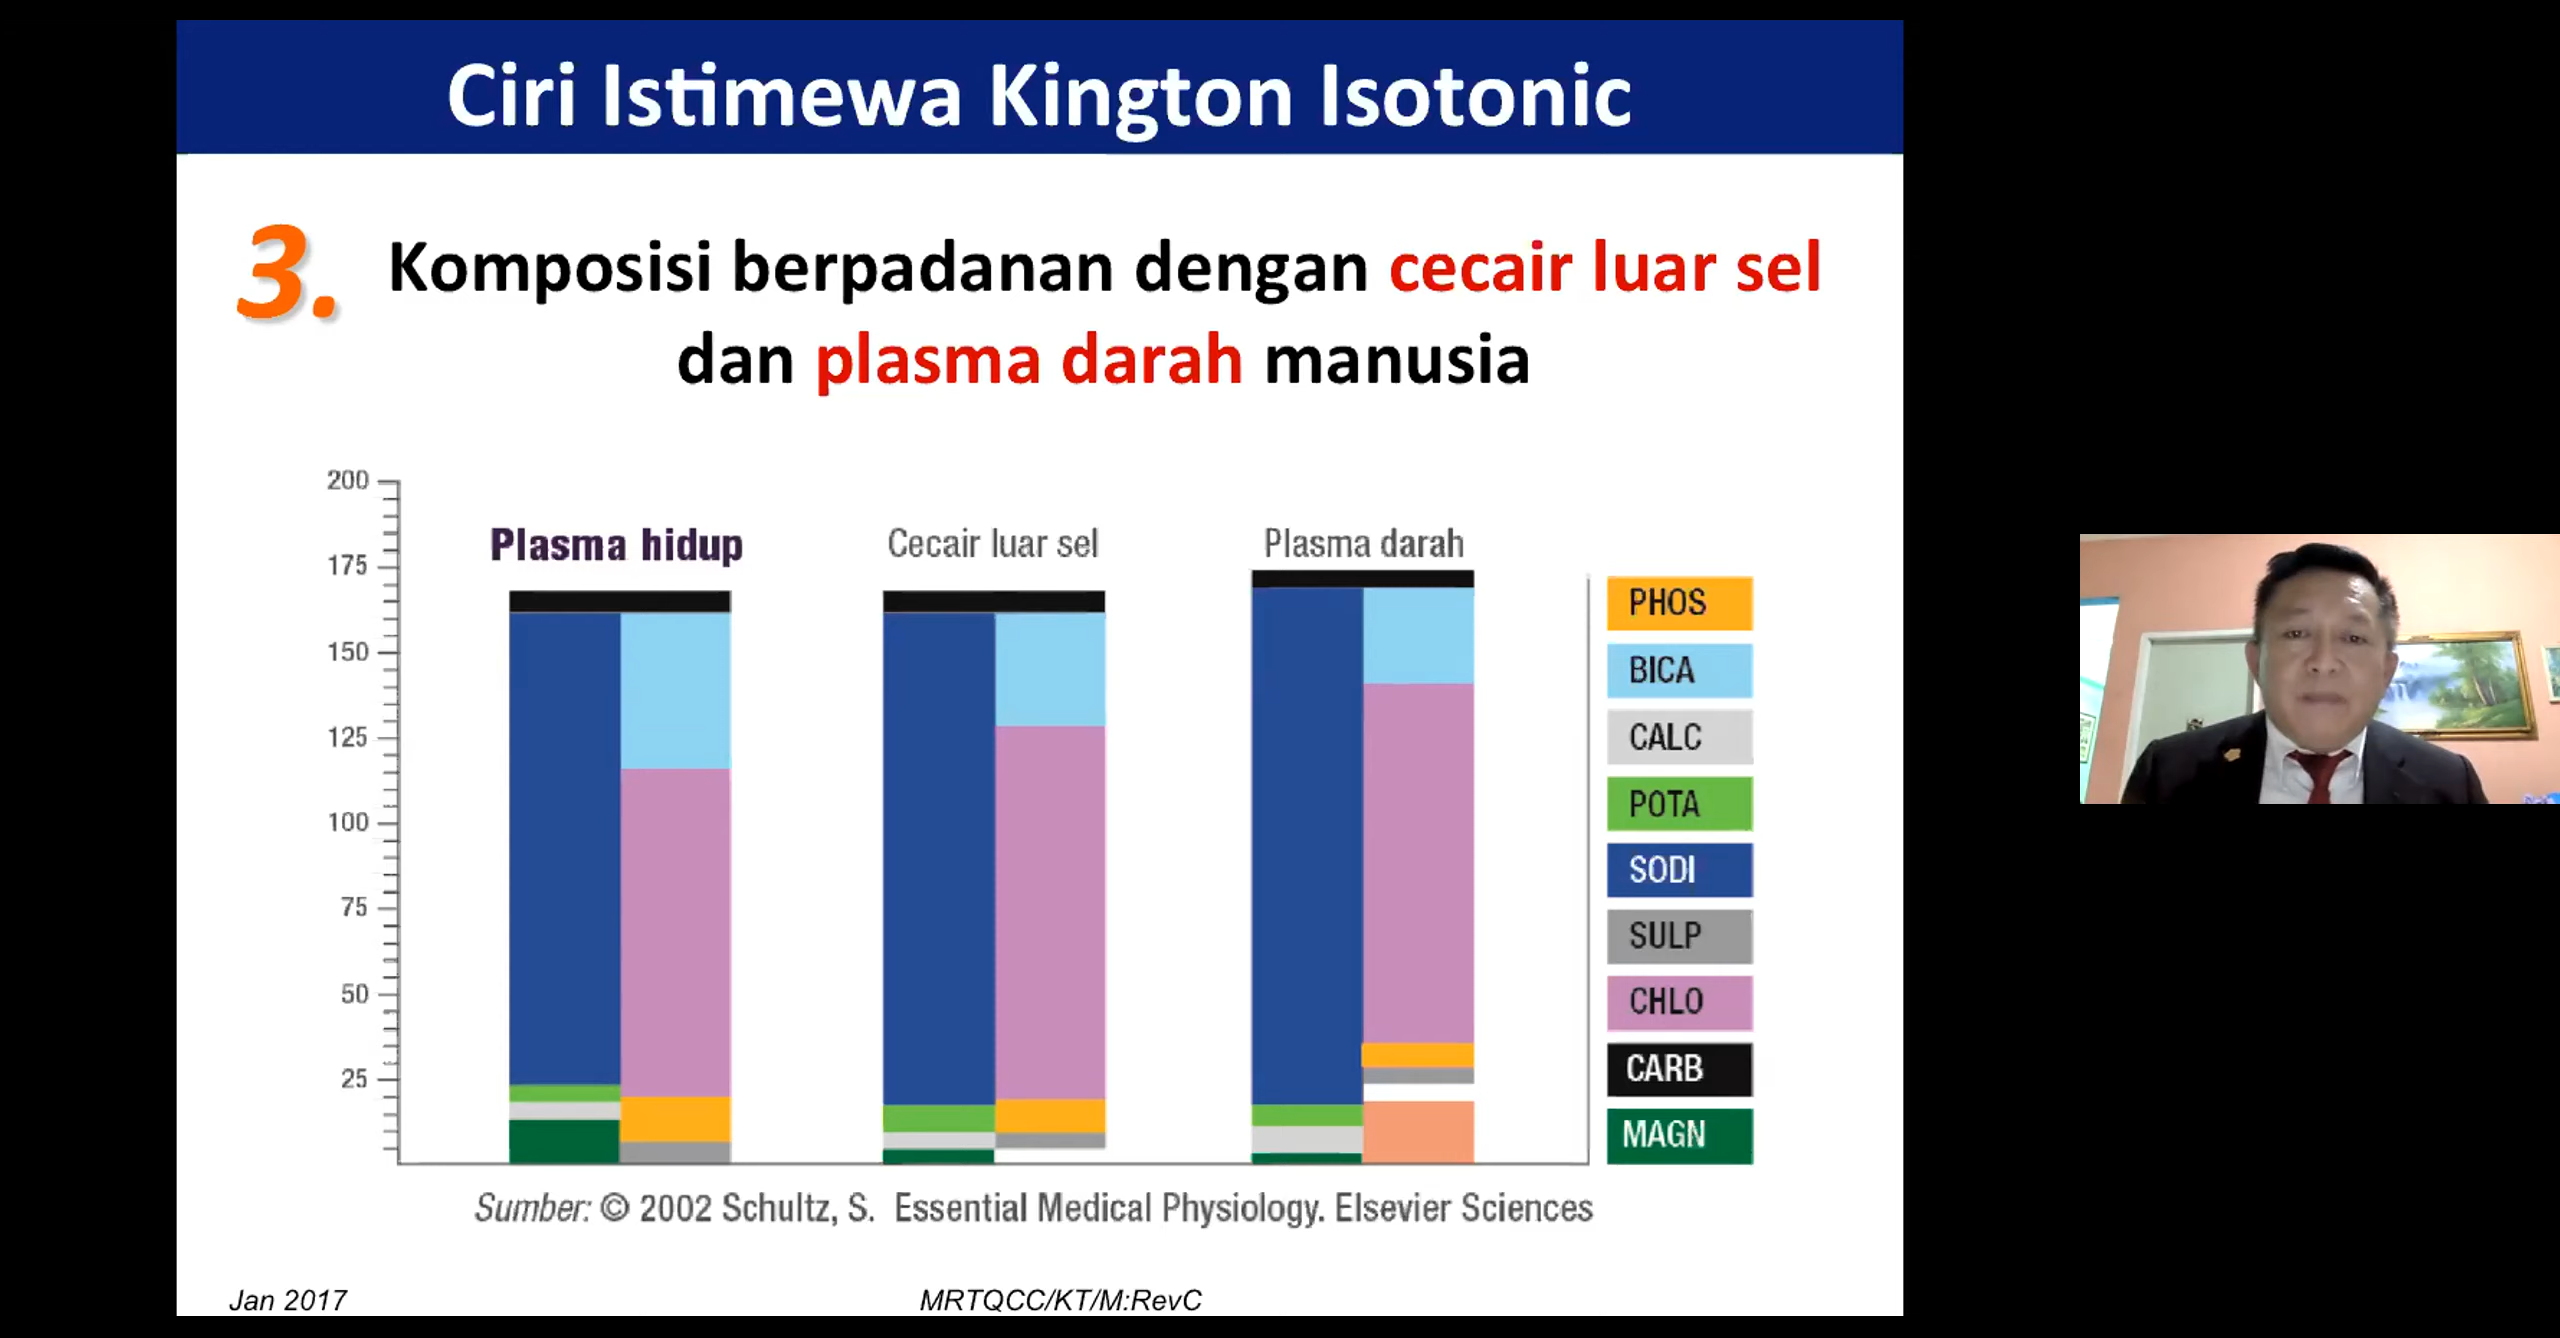 Ciri Istimewa Kington Isotonic
3. Komposisi berpadanan dengan cecair luar sel
dan plasma darah manusia
200
175
150
125
100
75
50
25
Plasma hidup
Cecair luar sel
Plasma darah
PHOS
BICA
CALC
POTA
SODI
SULP
CHLO
CARB
MAGN
Sumber: © 2002 Schultz, S. Essential Medical Physiology. Elsevier Sciences
Jan 2017
MRTQCC/KT/M:RevC